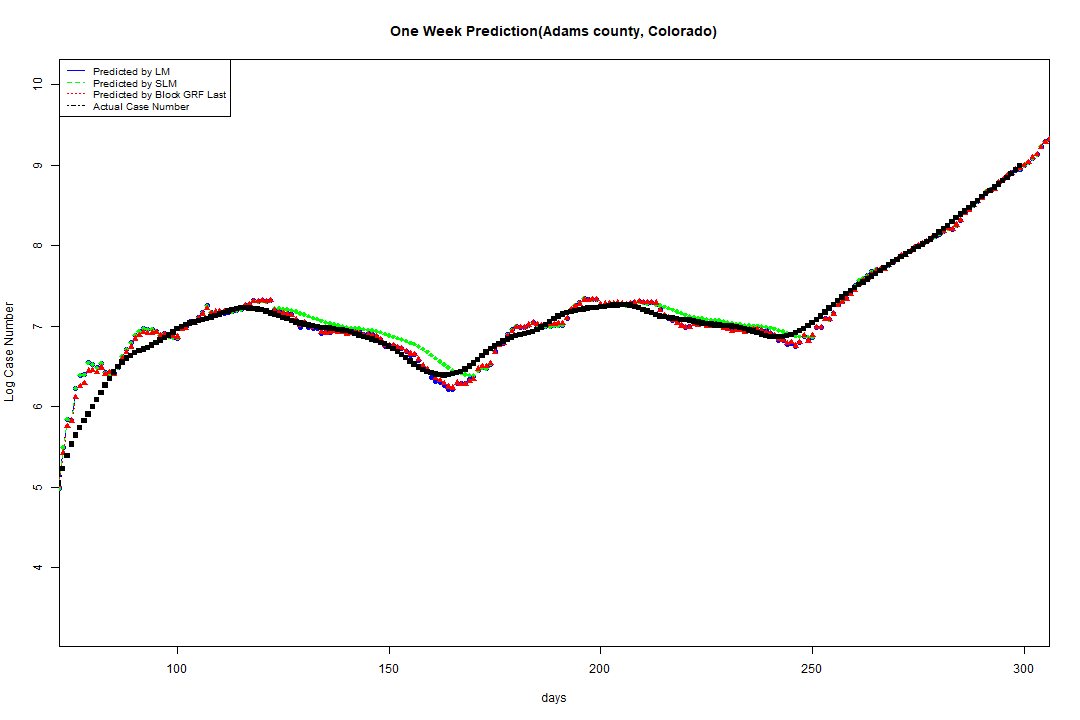 One Week Prediction(Adams county, Colorado)
Predicted by LM
Predicted by SLM
Predicted by Block GRF Last
Actual Case Number
10
9
8
7
6
5
4
Log Case Number
100 150 200 250 300
days